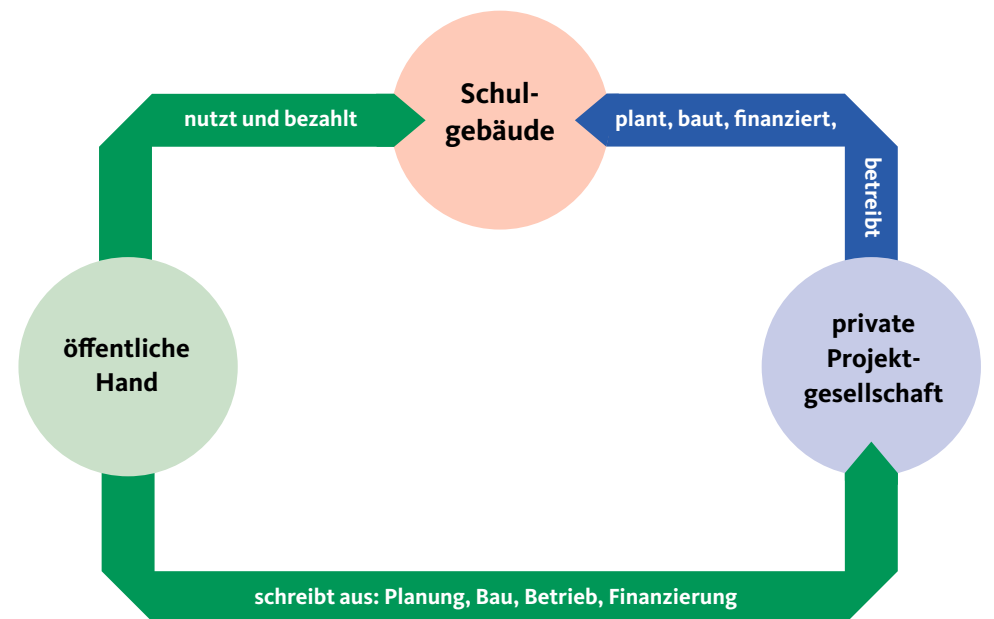 Schul-
gebäude
nutzt und bezahlt
plant, baut, finanziert,
betreibt
öffentliche
Hand
private
Projekt-
gesellschaft
schreibt aus: Planung, Bau, Betrieb, Finanzierung